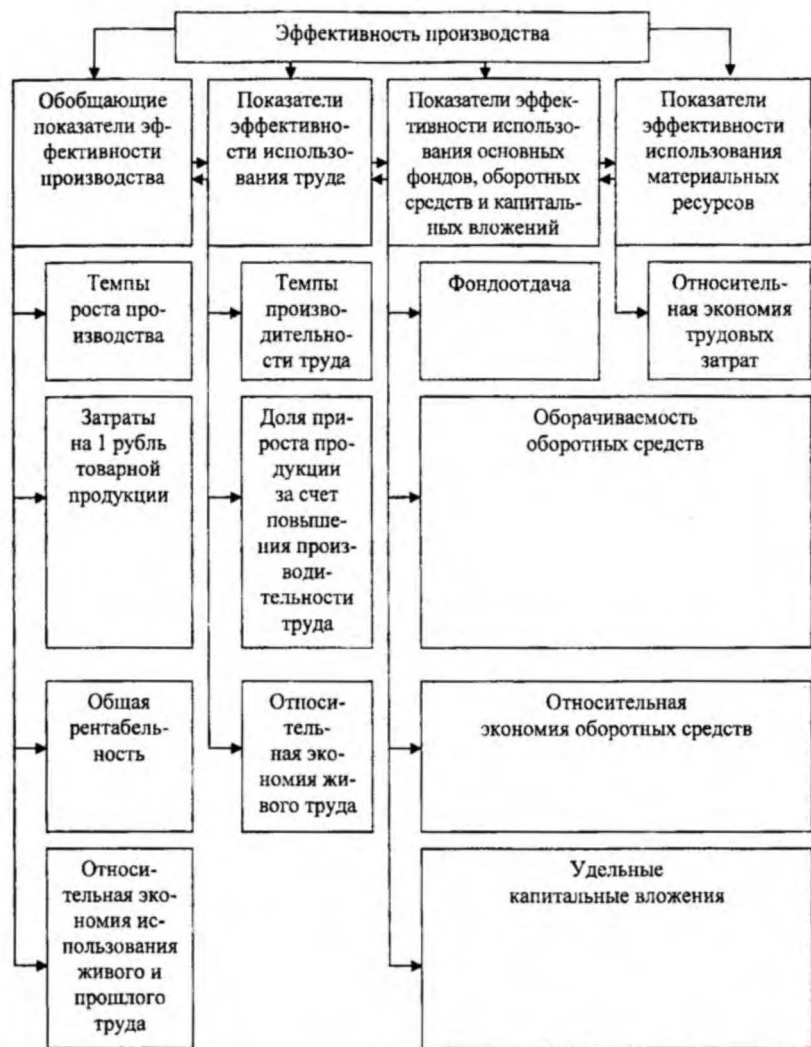 Эффективность производства
Обобщающие
показатели эф-
фективности
производства
Показатели
эффективно-
сти использо-
вания труда
Показатели эффек-
тивности использо-
вания основных
фондов, оборотных
средств и капиталь-
ных вложений
Показатели
эффективности
использования
материальных
ресурсов
Темпы
роста про-
изводства
Темпы
производ-
дительно-
сти труда
Фондоотдача
Относитель-
ная экономия
трудовых
затрат
Затраты
на 1 рубль
товарной
продукции
Доля при-
роста про-
дукции
за счет
повыше-
ния произ-
води-
тельности
труда
Оборачиваемость
оборотных средств
Общая
рентабель-
ность
Относи-
тель-
ная эко-
номия жи-
вого труда
Относительная
экономия оборотных средств
Относи-
тельная эко-
номия ис-
пользования
живого и
прошлого
труда
Удельные
капитальные вложения